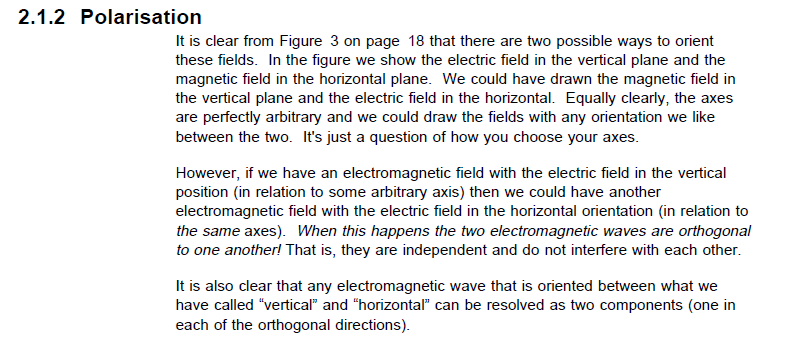 2.1.2 Polarisation
It is clear from Figure 3 on page 18 that there are two possible ways to orient
these fields. In the figure we show the electric field in the vertical plane and the
magnetic field in the horizontal plane. We could have drawn the magnetic field in
the vertical plane and the electric field in the horizontal. Equally clearly, the axes
are perfectly arbitrary and we could draw the fields with any orientation we like
between the two. It's just a question of how you choose your axes.
However, if we have an electromagnetic field with the electric field in the vertical
position (in relation to some arbitrary axis) then we could have another
electromagnetic field with the electric field in the horizontal orientation (in relation to
the same axes). When this happens the two electromagnetic waves are orthogonal
to one another! That is, they are independent and do not interfere with each other.
It is also clear that any electromagnetic wave that is oriented between what we
have called “vertical” and “horizontal” can be resolved as two components (one in
each of the orthogonal directions).